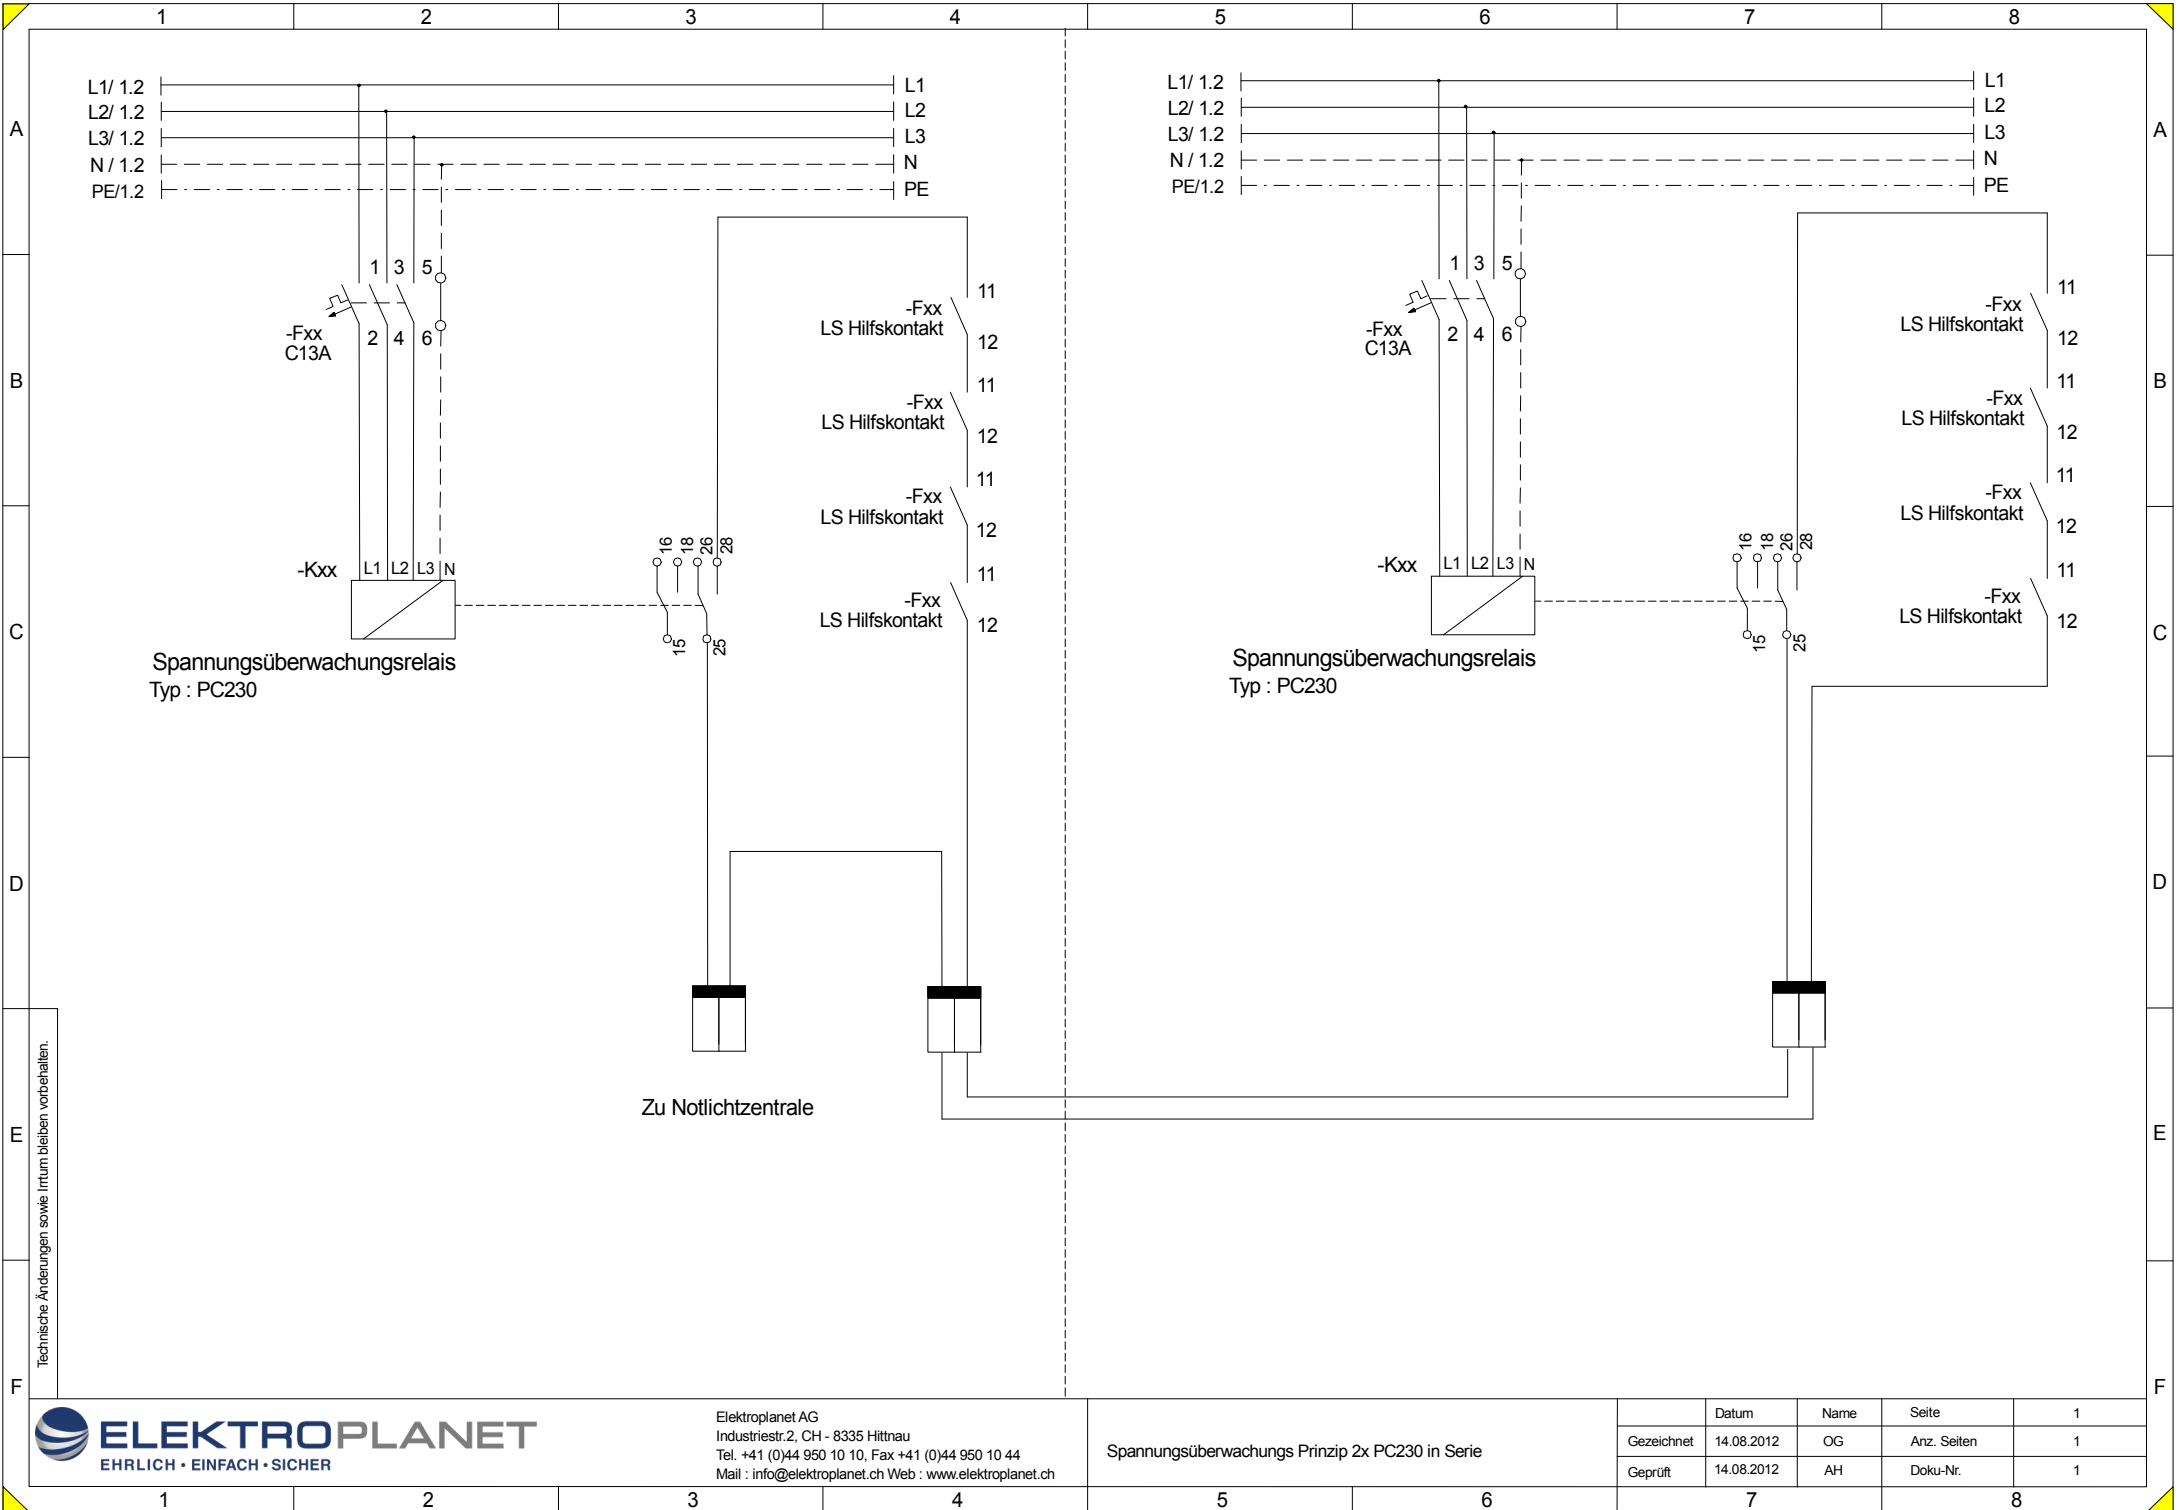 1 2 3 4 5 6 7 8
A
B
C
D
E
F
L1/ 1.2
L2/ 1.2
L3/ 1.2
N / 1.2
PE/1.2
L1
L2
L3
N
PE
1 3 5
2 4 6
-Fxx
C13A
-Kxx
L1 L2 L3 N
Spannungsüberwachungsrelais
Typ : PC230
16 18 26 28
15 25
-Fxx
LS Hilfskontakt
11
12
-Fxx
LS Hilfskontakt
11
12
-Fxx
LS Hilfskontakt
11
12
-Fxx
LS Hilfskontakt
11
12
Zu Notlichtzentrale
L1/ 1.2
L2/ 1.2
L3/ 1.2
N / 1.2
PE/1.2
L1
L2
L3
N
PE
1 3 5
2 4 6
-Fxx
C13A
-Kxx
L1 L2 L3 N
Spannungsüberwachungsrelais
Typ : PC230
16 18 26 28
15 25
-Fxx
LS Hilfskontakt
11
12
-Fxx
LS Hilfskontakt
11
12
-Fxx
LS Hilfskontakt
11
12
-Fxx
LS Hilfskontakt
11
12
A
B
C
D
E
F
Technische Änderungen sowie Irrtum bleiben vorbehalten.
ELEKTROPLANET
EHRLICH • EINFACH • SICHER
Elektroplanet AG
Industriestr.2, CH - 8335 Hittnau
Tel. +41 (0)44 950 10 10, Fax +41 (0)44 950 10 44
Mail : info@elektroplanet.ch Web : www.elektroplanet.ch
Spannungsüberwachungs Prinzip 2x PC230 in Serie
Datum Name Seite 1
Gezeichnet 14.08.2012 OG Anz. Seiten 1
Geprüft 14.08.2012 AH Doku-Nr. 1
1 2 3 4 5 6 7 8